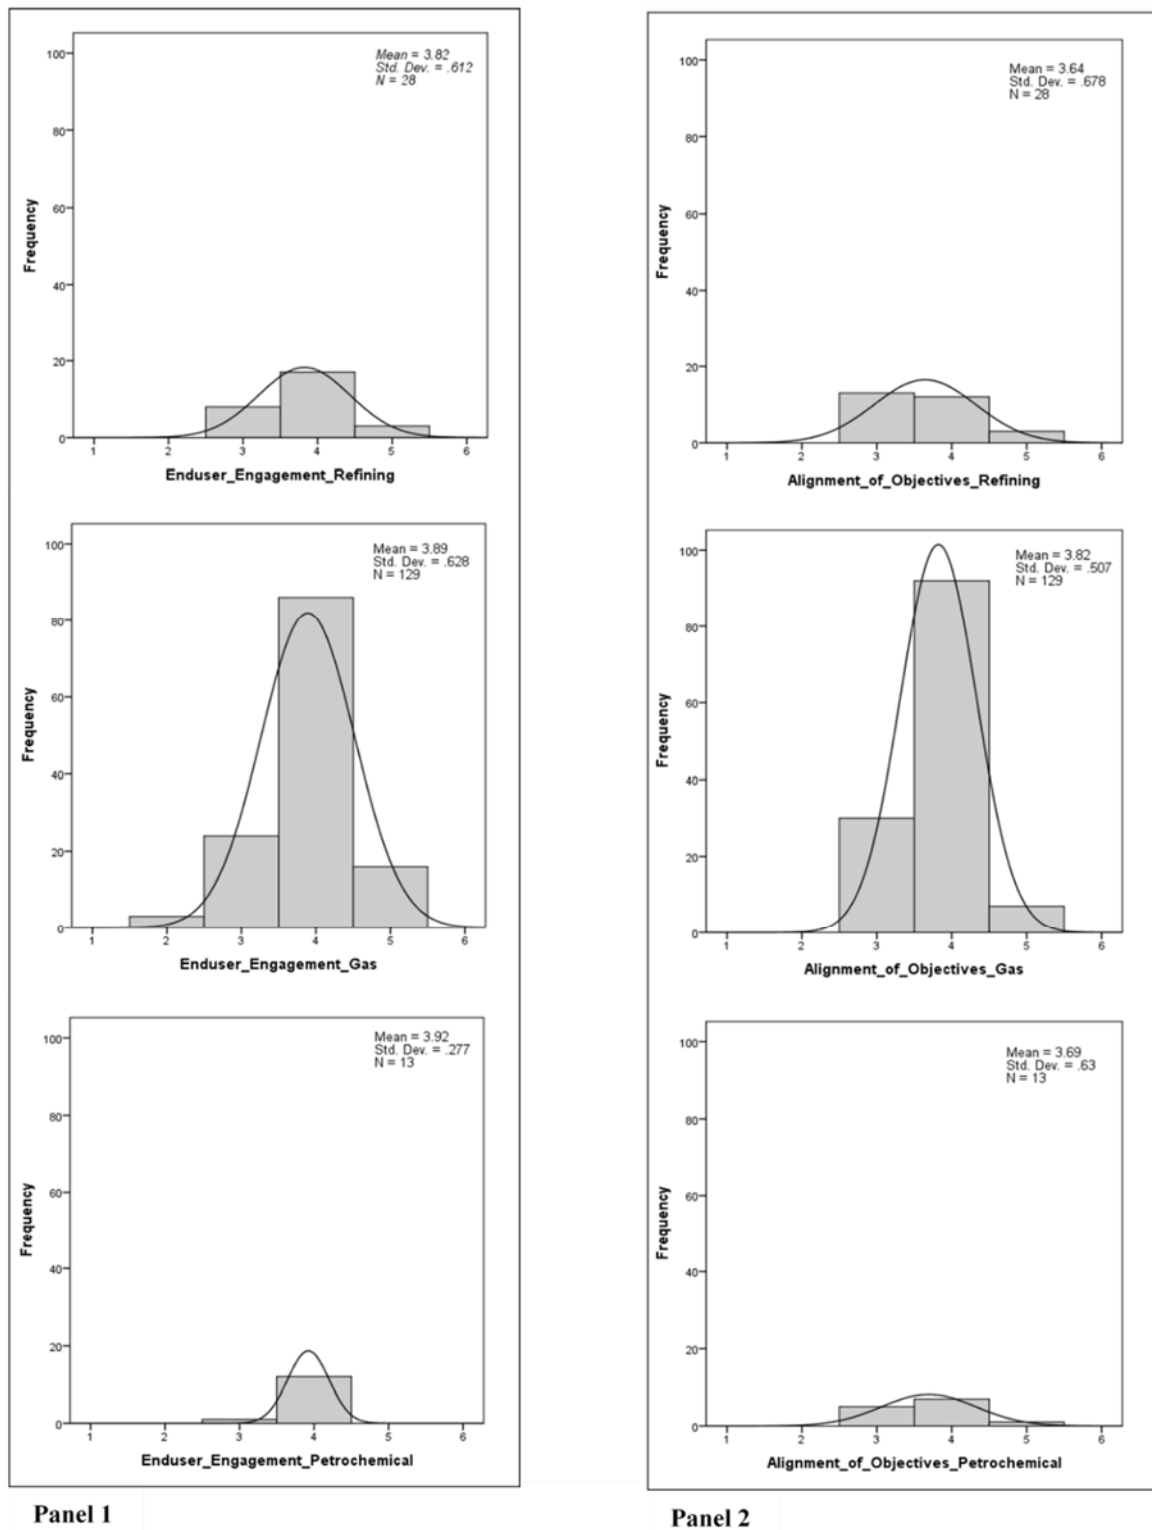 Mean = 3.82
Std. Dev. = .612
N = 28
100
80
60
40
20
0
Frequency
1 2 3 4 5 6
Enduser_Engagement_Refining
Mean = 3.89
Std. Dev. = .628
N = 129
100
80
60
40
20
0
Frequency
1 2 3 4 5 6
Enduser_Engagement_Gas
Mean = 3.92
Std. Dev. = .277
N = 13
100
80
60
40
20
0
Frequency
1 2 3 4 5 6
Enduser_Engagement_Petrochemical
Panel 1
Mean = 3.64
Std. Dev. = .678
N = 28
100
80
60
40
20
0
Frequency
1 2 3 4 5 6
Alignment_of_Objectives_Refining
Mean = 3.82
Std. Dev. = .507
N = 129
100
80
60
40
20
0
Frequency
1 2 3 4 5 6
Alignment_of_Objectives_Gas
Mean = 3.69
Std. Dev. = .63
N = 13
100
80
60
40
20
0
Frequency
1 2 3 4 5 6
Alignment_of_Objectives_Petrochemical
Panel 2